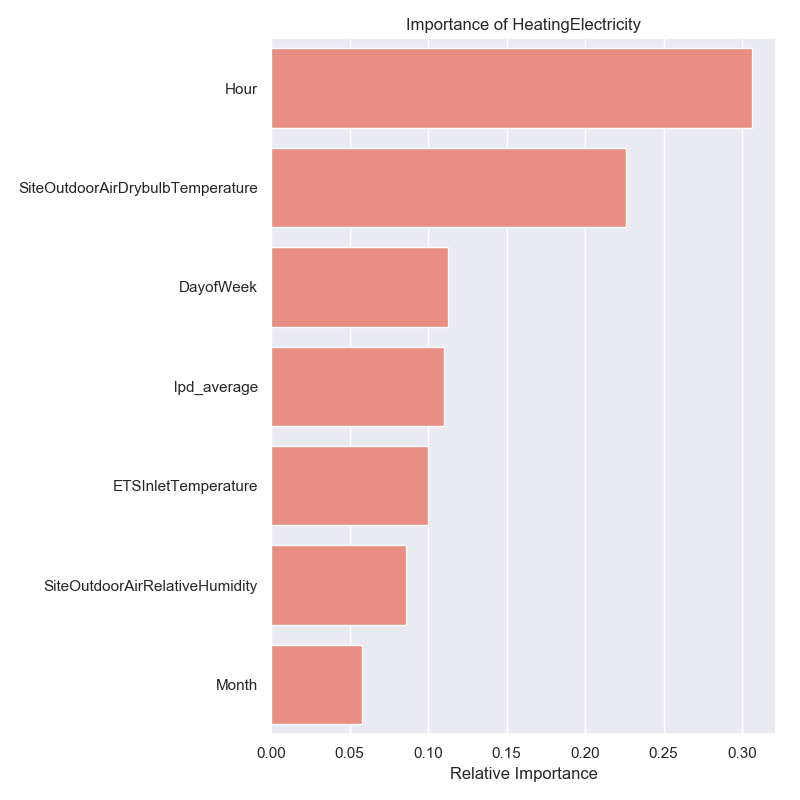 Importance of HeatingElectricity
Hour
SiteOutdoorAirDrybulbTemperature
DayofWeek
lpd_average
ETSInletTemperature
SiteOutdoorAirRelativeHumidity
Month
0.00 0.05 0.10 0.15 0.20 0.25 0.30
Relative Importance